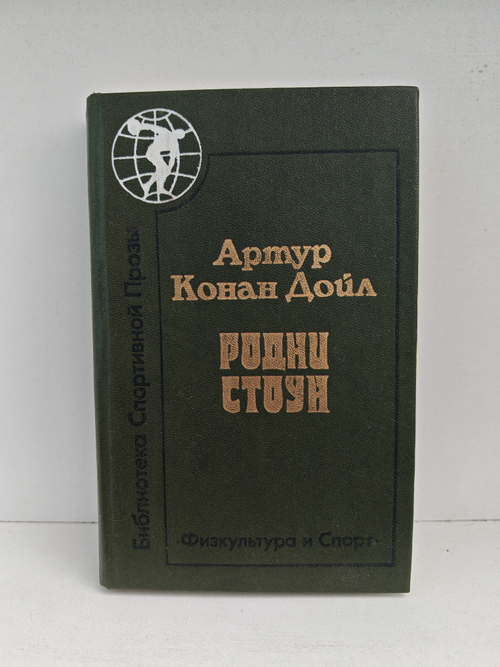 Артур
Конан Дойл
РОДНИ
СТОУН
Библиотека Спортивной Прозы
·Физкультура и Спорт·